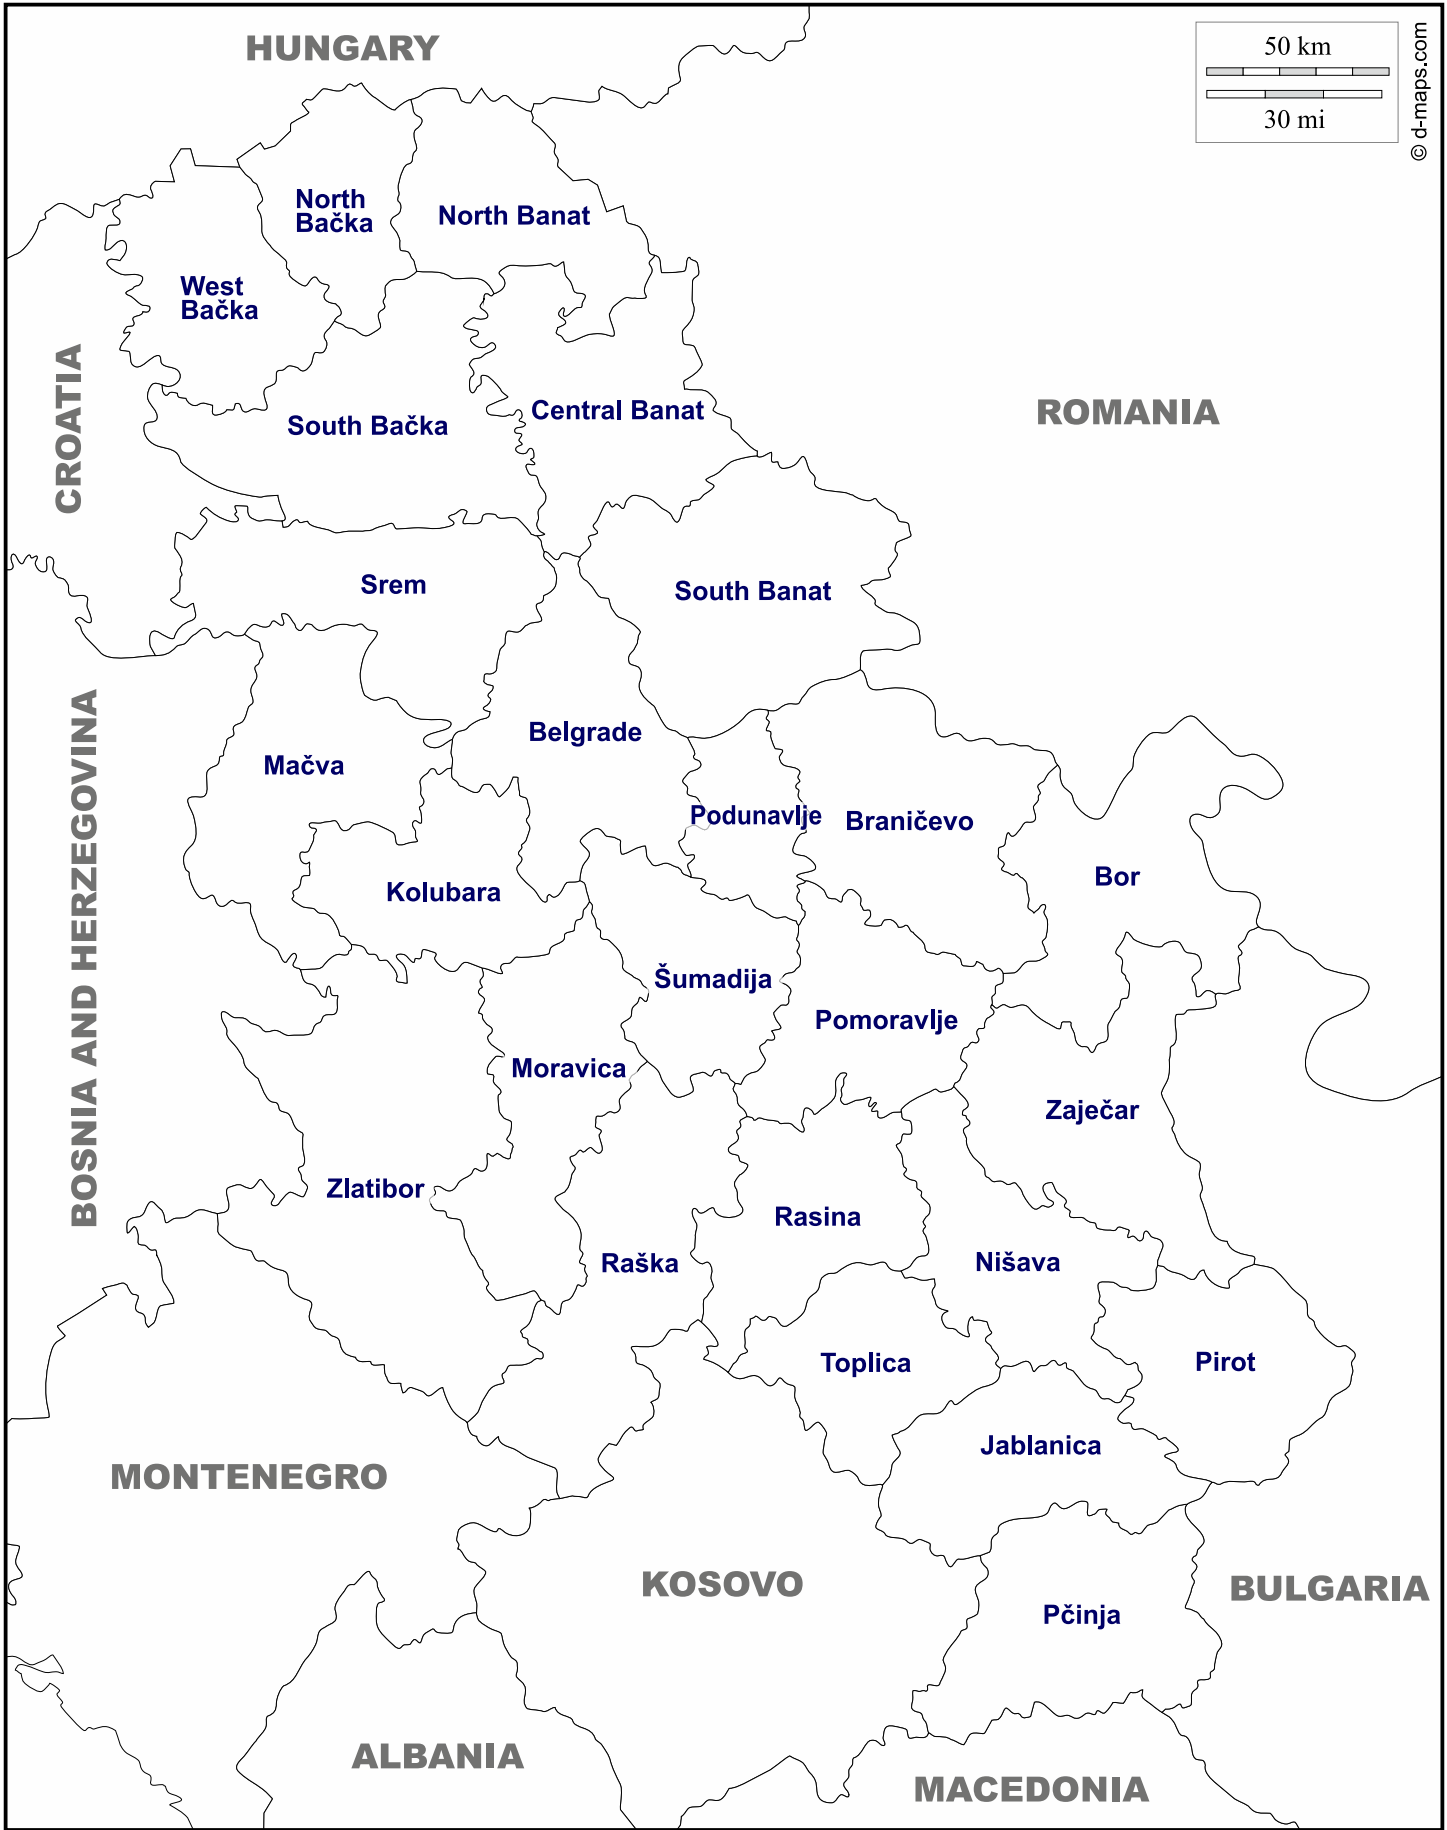 HUNGARY
50 km
30 mi
© d-maps.com
North
Bačka
North Banat
West
Bačka
CROATIA
Central Banat
ROMANIA
South Bačka
Srem
South Banat
BOSNIA AND HERZEGOVINA
Belgrade
Mačva
Podunavlje
Braničevo
Bor
Kolubara
Šumadija
Pomoravlje
Moravica
Zaječar
Zlatibor
Rasina
Raška
Nišava
Toplica
Pirot
Jablanica
MONTENEGRO
KOSOVO
BULGARIA
Pčinja
ALBANIA
MACEDONIA